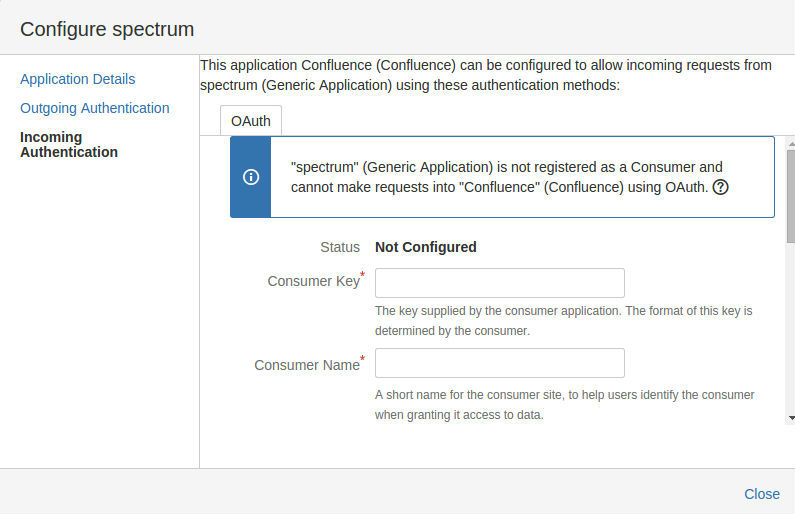 Configure spectrum
Application Details
Outgoing Authentication
Incoming
Authentication
This application Confluence (Confluence) can be configured to allow incoming requests from
spectrum (Generic Application) using these authentication methods:
OAuth
"spectrum" (Generic Application) is not registered as a Consumer and
cannot make requests into "Confluence" (Confluence) using OAuth. ?
Status Not Configured
Consumer Key*
The key supplied by the consumer application. The format of this key is
determined by the consumer.
Consumer Name*
A short name for the consumer site, to help users identify the consumer
when granting it access to data.
Close